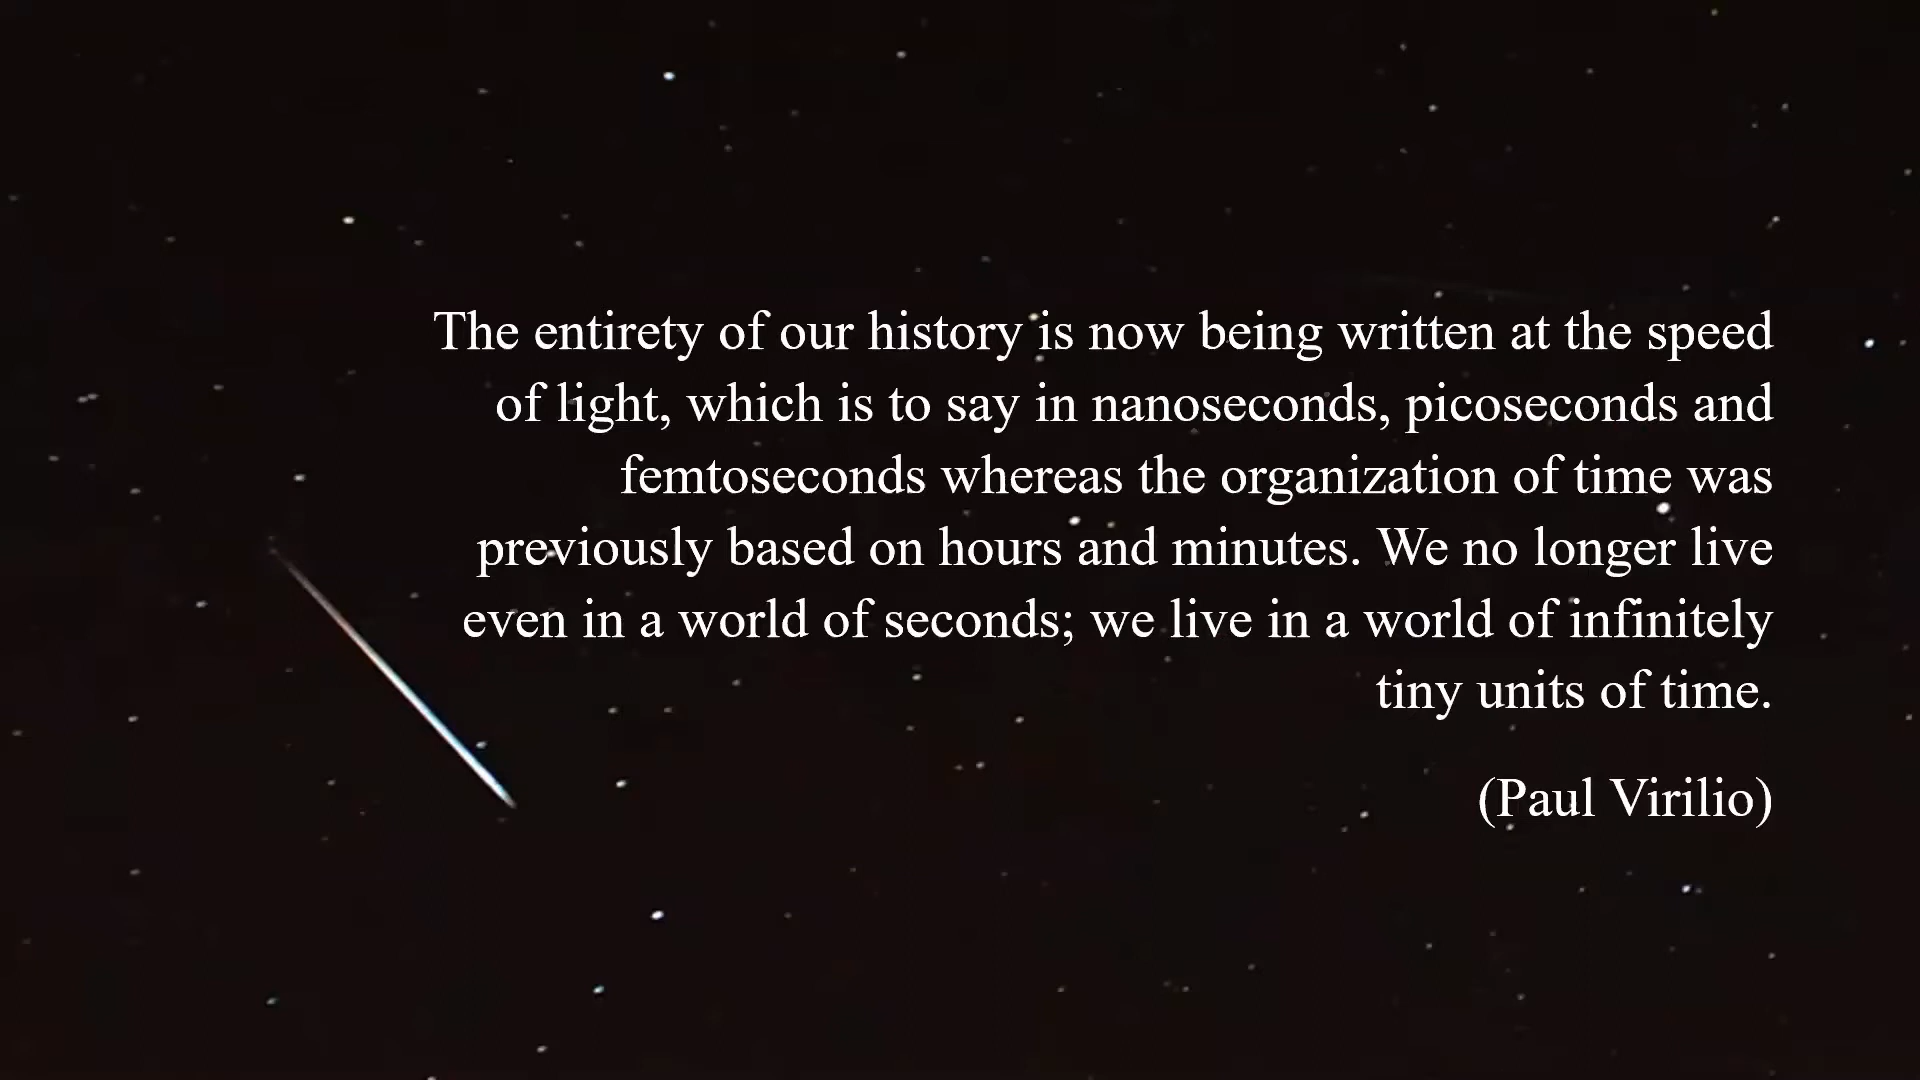 The entirety of our history is now being written at the speed
of light, which is to say in nanoseconds, picoseconds and
femtoseconds whereas the organization of time was
previously based on hours and minutes. We no longer live
even in a world of seconds; we live in a world of infinitely
tiny units of time.
(Paul Virilio)